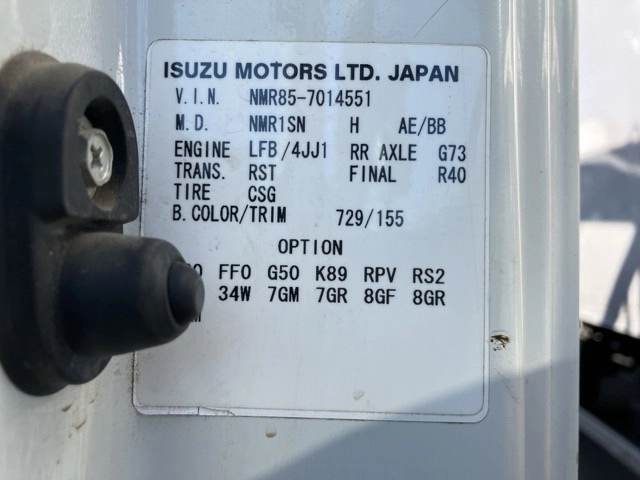 ISUZU MOTORS LTD. JAPAN
V.I.N. NMR85-7014551
M.D. NMR1SN H AE/BB
ENGINE LFB/4JJ1 RR AXLE G73
TRANS. RST FINAL R40
TIRE CSG
B.COLOR/TRIM 729/155
OPTION
FF0 G50 K89 RPV RS2
34W 7GM 7GR 8GF 8GR